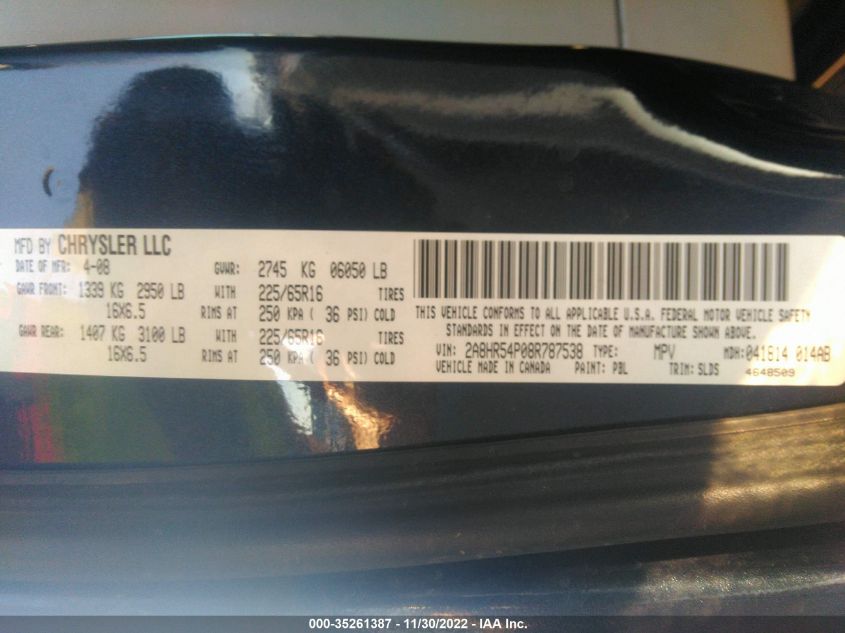 MFD BY CHRYSLER LLC
DATE OF MFR: 4-08 GVWR: 2745 KG 06050 LB
GAWR FRONT: 1339 KG 2950 LB WITH 225/65R16 TIRES
16X6.5 RIMS AT 250 KPA ( 36 PSI) COLD
GAWR REAR: 1407 KG 3100 LB WITH 225/65R16 TIRES
16X6.5 RIMS AT 250 KPA ( 36 PSI) COLD
THIS VEHICLE CONFORMS TO ALL APPLICABLE U.S.A. FEDERAL MOTOR VEHICLE SAFETY
STANDARDS IN EFFECT ON THE DATE OF MANUFACTURE SHOWN ABOVE.
VIN: 2A8HR54P08R787538 TYPE: MPV MDH: 041614 014AB
VEHICLE MADE IN CANADA PAINT: PBL TRIM: SLDS 4648509
000-35261387 - 11/30/2022 - IAA Inc.